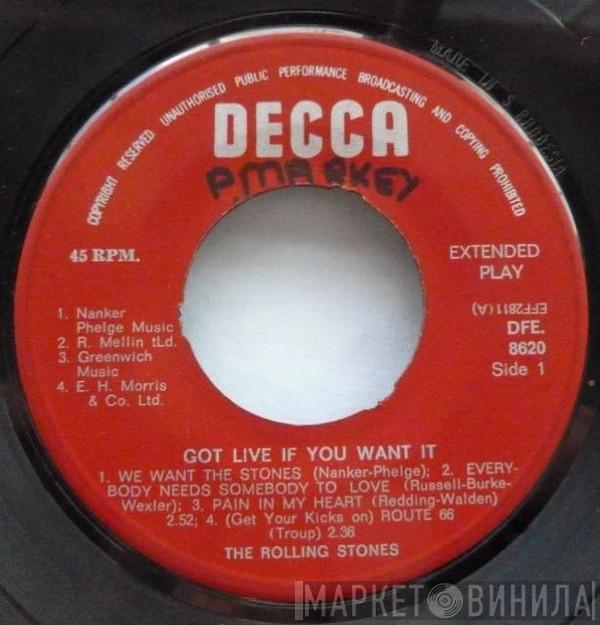 COPYRIGHT RESERVED UNAUTHORISED PUBLIC PERFORMANCE BROADCASTING AND COPYING PROHIBITED
MADE IN S RHODESIA
DECCA
P.MARKEY
45 RPM.
EXTENDED
PLAY
EFF2811(A)
DFE.
8620
Side 1
1. Nanker
Phelge Music
2. R. Mellin tLd.
3. Greenwich
Music
4. E. H. Morris
& Co. Ltd.
GOT LIVE IF YOU WANT IT
1. WE WANT THE STONES (Nanker-Phelge); 2. EVERY-
BODY NEEDS SOMEBODY TO LOVE (Russell-Burke-
Wexler); 3. PAIN IN MY HEART (Redding-Walden)
2.52; 4. (Get Your Kicks on) ROUTE 66
(Troup) 2.36
THE ROLLING STONES
МАРКЕТ ВИНИЛА